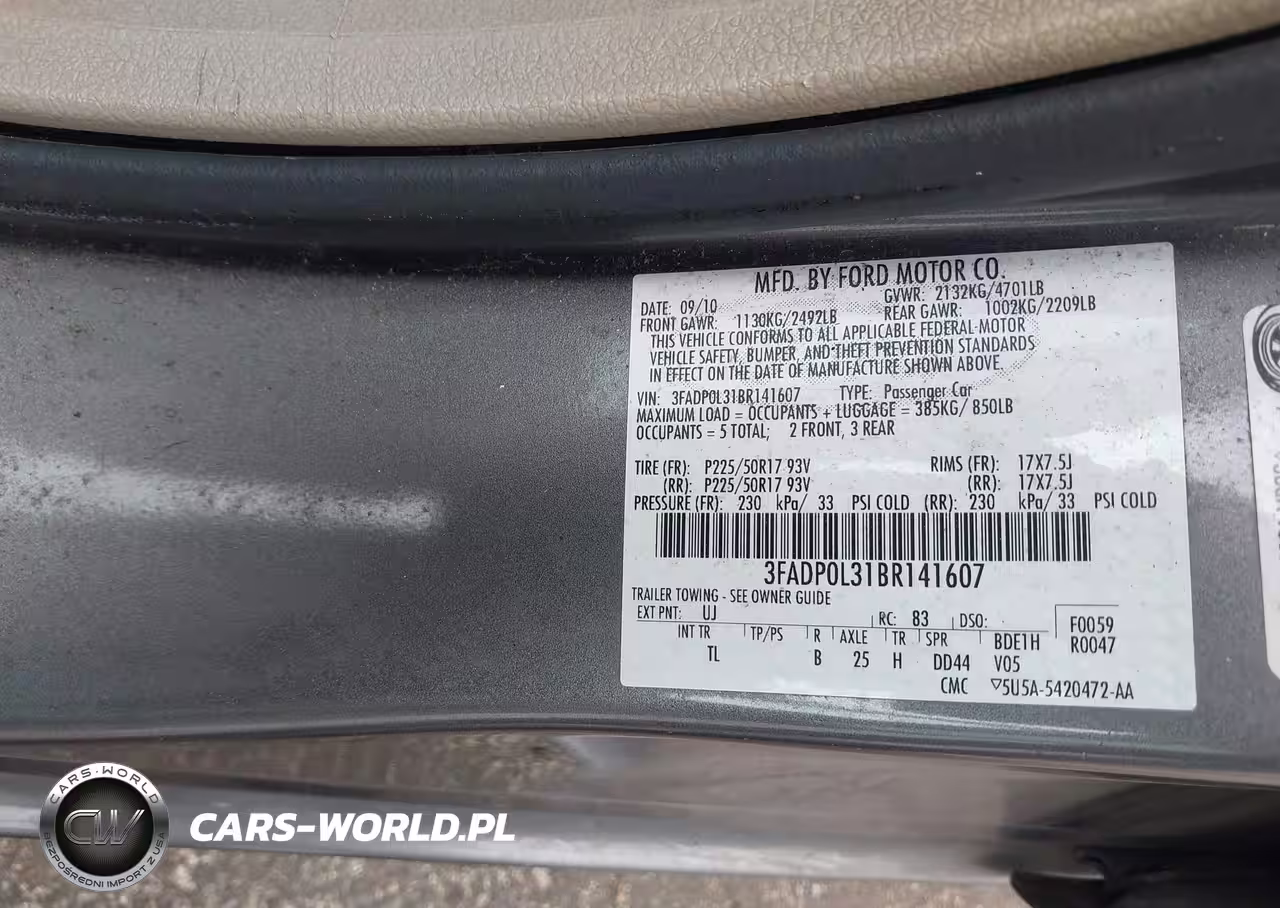 MFD. BY FORD MOTOR CO.
DATE: 09/10 GVWR: 2132KG/4701LB
FRONT GAWR: 1130KG/2492LB REAR GAWR: 1002KG/2209LB
THIS VEHICLE CONFORMS TO ALL APPLICABLE FEDERAL MOTOR
VEHICLE SAFETY, BUMPER, AND THEFT PREVENTION STANDARDS
IN EFFECT ON THE DATE OF MANUFACTURE SHOWN ABOVE.
VIN: 3FADP0L31BR141607 TYPE: Passenger Car
MAXIMUM LOAD = OCCUPANTS + LUGGAGE = 385KG/ 850LB
OCCUPANTS = 5 TOTAL; 2 FRONT, 3 REAR
TIRE (FR): P225/50R17 93V RIMS (FR): 17X7.5J
(RR): P225/50R17 93V (RR): 17X7.5J
PRESSURE (FR): 230 kPa/ 33 PSI COLD (RR): 230 kPa/ 33 PSI COLD
3FADP0L31BR141607
TRAILER TOWING - SEE OWNER GUIDE
EXT PNT: UJ RC: 83 DSO: F0059
INT TR TP/PS R AXLE TR SPR BDE1H R0047
TL B 25 H DD44 V05
CMC ▽5U5A-5420472-AA
CARS-WORLD
CW
BEZPOŚREDNI IMPORT Z USA
CARS-WORLD.PL